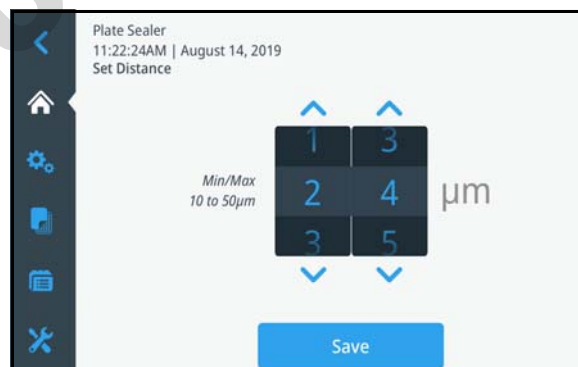 Plate Sealer
11:22:24AM | August 14, 2019
Set Distance
1 3
Min/Max
10 to 50µm
2 4 µm
3 5
Save